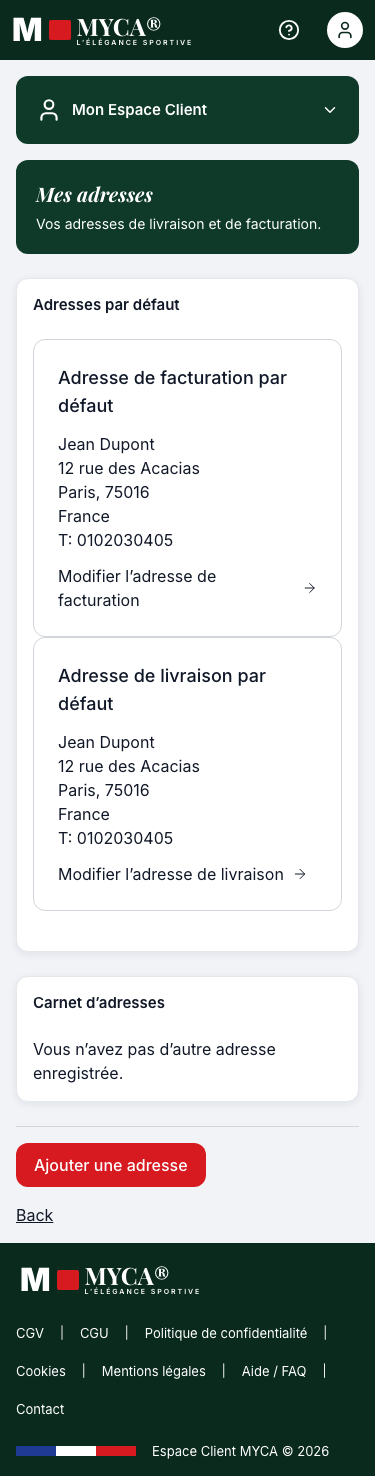 M MYCA®
L'ÉLÉGANCE SPORTIVE
Mon Espace Client
Mes adresses
Vos adresses de livraison et de facturation.
Adresses par défaut
Adresse de facturation par
défaut
Jean Dupont
12 rue des Acacias
Paris, 75016
France
T: 0102030405
Modifier l’adresse de
facturation
Adresse de livraison par
défaut
Jean Dupont
12 rue des Acacias
Paris, 75016
France
T: 0102030405
Modifier l’adresse de livraison
Carnet d’adresses
Vous n’avez pas d’autre adresse
enregistrée.
Ajouter une adresse
Back
M MYCA®
L'ÉLÉGANCE SPORTIVE
CGV | CGU | Politique de confidentialité |
Cookies | Mentions légales | Aide / FAQ |
Contact
Espace Client MYCA © 2026